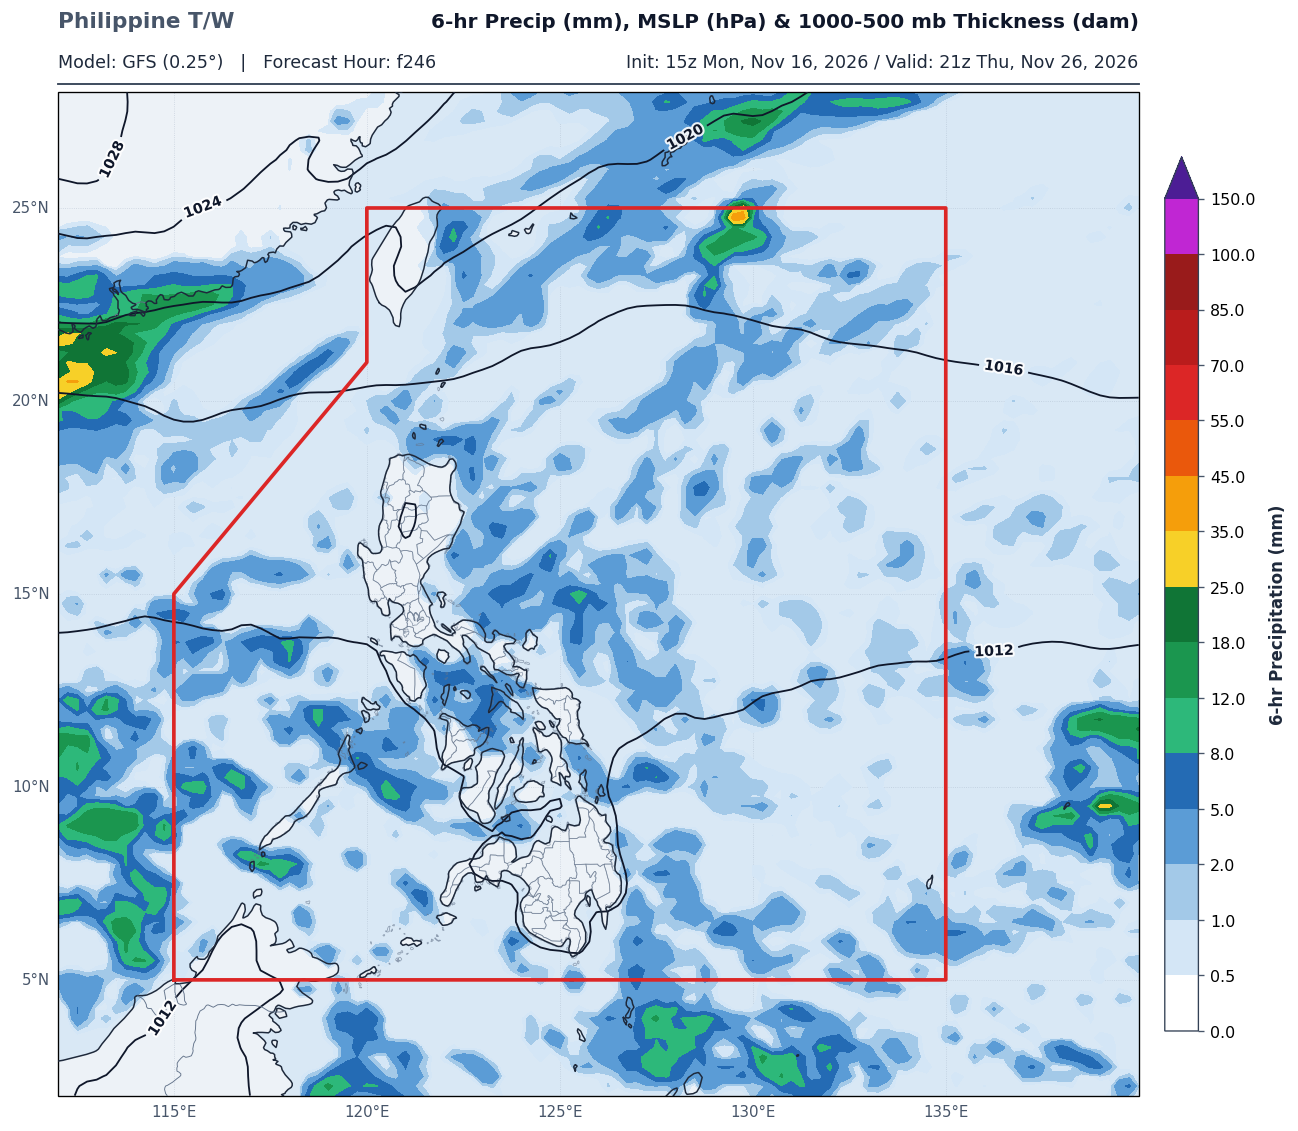 Philippine T/W
6-hr Precip (mm), MSLP (hPa) & 1000-500 mb Thickness (dam)
Model: GFS (0.25°) | Forecast Hour: f246
Init: 15z Mon, Nov 16, 2026 / Valid: 21z Thu, Nov 26, 2026
1028
1024
1020
1016
1012
1012
25°N
20°N
15°N
10°N
5°N
115°E
120°E
125°E
130°E
135°E
150.0
100.0
85.0
70.0
55.0
45.0
35.0
25.0
18.0
12.0
8.0
5.0
2.0
1.0
0.5
0.0
6-hr Precipitation (mm)